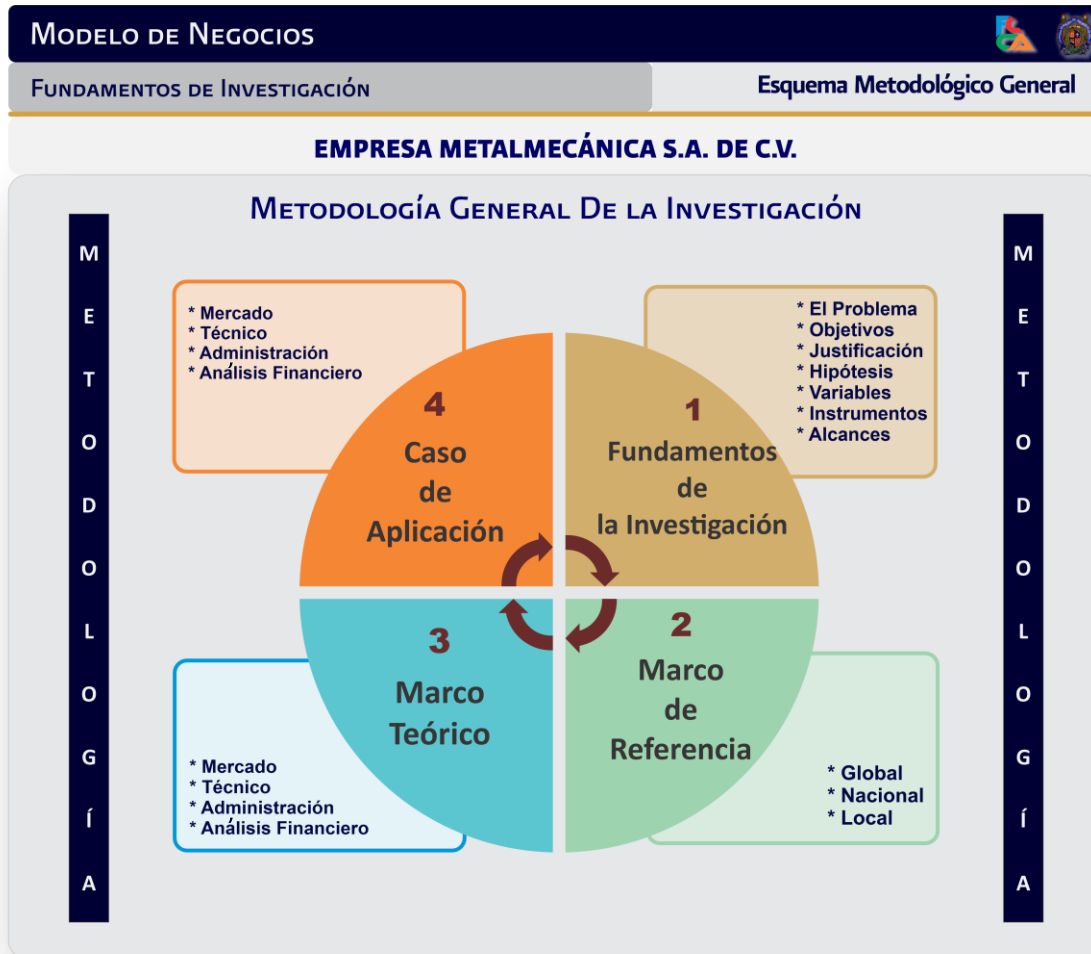 Modelo de Negocios
Fundamentos de Investigación
Esquema Metodológico General
EMPRESA METALMECÁNICA S.A. DE C.V.
Metodología General De la Investigación
METODOLOGÍA
* Mercado
* Técnico
* Administración
* Análisis Financiero
4
Caso
de
Aplicación
* El Problema
* Objetivos
* Justificación
* Hipótesis
* Variables
* Instrumentos
* Alcances
1
Fundamentos
de
la Investigación
3
Marco
Teórico
* Mercado
* Técnico
* Administración
* Análisis Financiero
2
Marco
de
Referencia
* Global
* Nacional
* Local
METODOLOGÍA